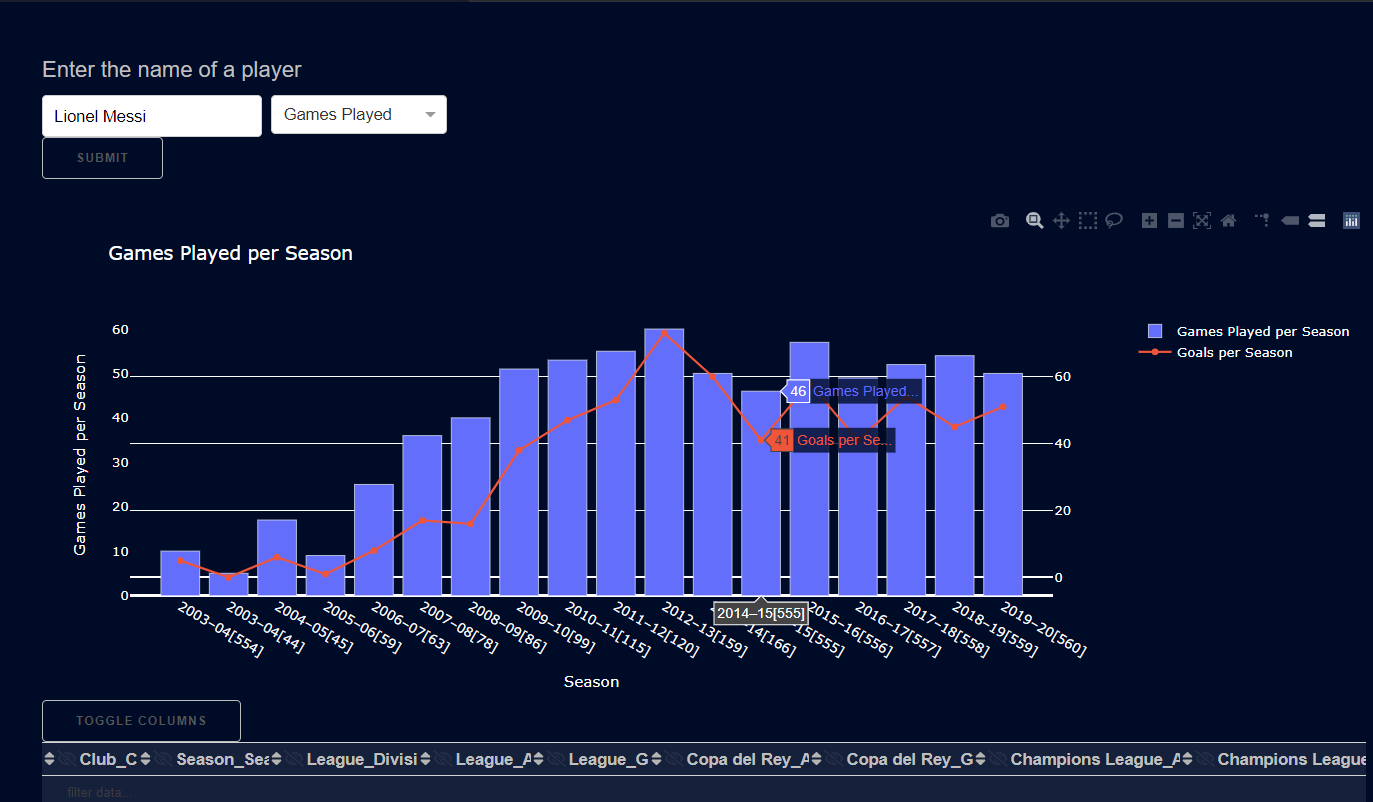 Enter the name of a player
Lionel Messi
Games Played
SUBMIT
Games Played per Season
Games Played per Season
Goals per Season
60
50
40
30
20
10
0
Games Played per Season
60
40
20
0
46 Games Played...
41 Goals per Se...
2003–04[554]
2003–04[44]
2004–05[45]
2005–06[59]
2006–07[63]
2007–08[78]
2008–09[86]
2009–10[99]
2010–11[115]
2011–12[120]
2012–13[159]
14[166]
2014–15[555]
15[555]
2015–16[556]
2016–17[557]
2017–18[558]
2018–19[559]
2019–20[560]
Season
TOGGLE COLUMNS
Club_C Season_Sea League_Divisi League_A League_G Copa del Rey_A Copa del Rey_G Champions League_A Champions League
filter data...